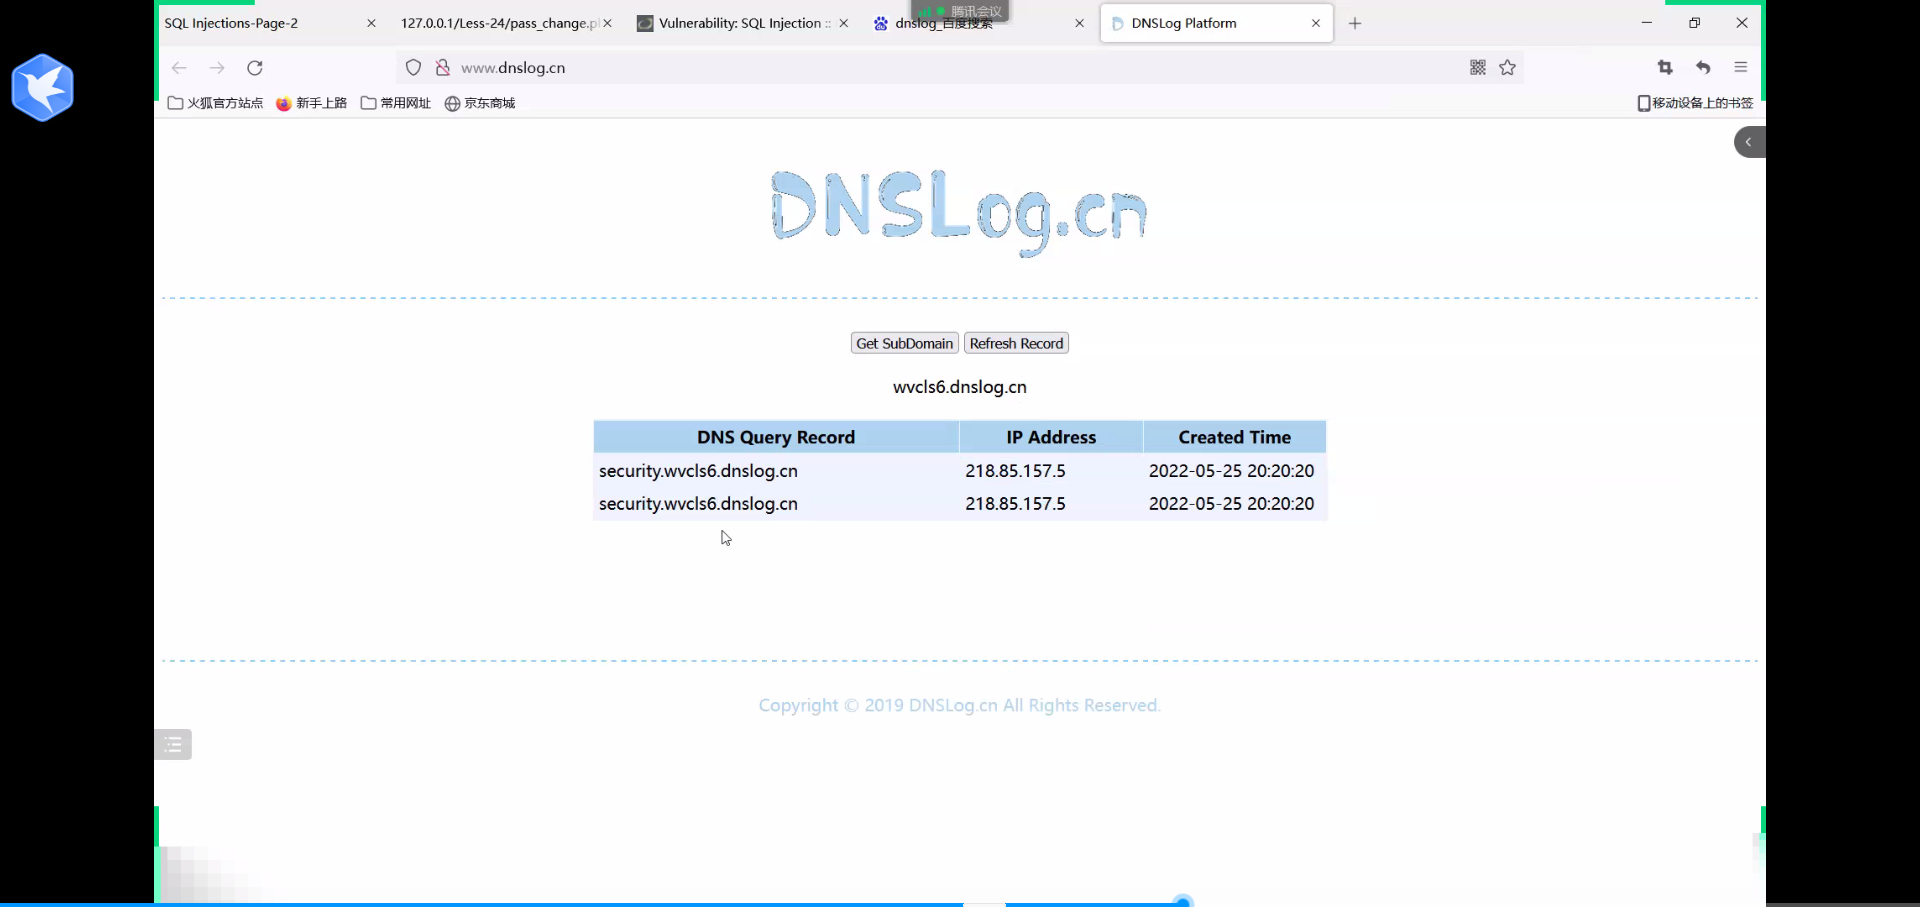 腾讯会议
SQL Injections-Page-2
127.0.0.1/Less-24/pass_change.p
Vulnerability: SQL Injection ::
dnslog_百度搜索
DNSLog Platform
www.dnslog.cn
火狐官方站点
新手上路
常用网址
京东商城
移动设备上的书签
DNSLog.cn
Get SubDomain Refresh Record
wvcls6.dnslog.cn
DNS Query Record IP Address Created Time
security.wvcls6.dnslog.cn 218.85.157.5 2022-05-25 20:20:20
security.wvcls6.dnslog.cn 218.85.157.5 2022-05-25 20:20:20
Copyright © 2019 DNSLog.cn All Rights Reserved.